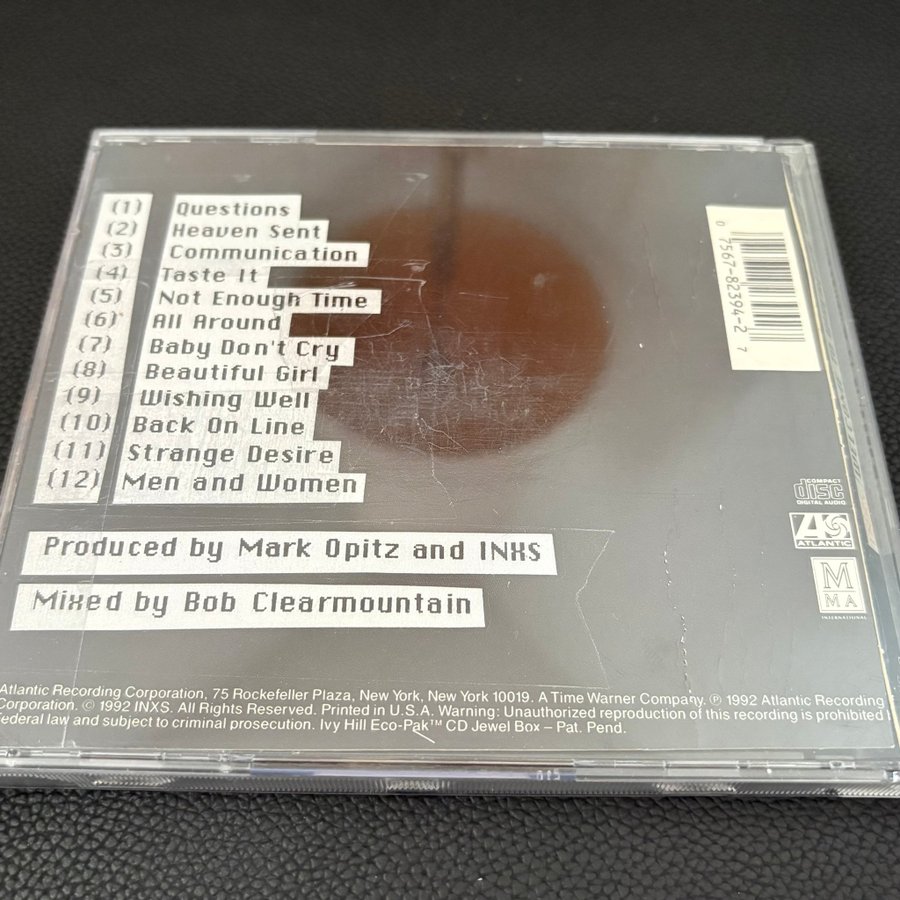 (1) Questions
(2) Heaven Sent
(3) Communication
(4) Taste It
(5) Not Enough Time
(6) All Around
(7) Baby Don't Cry
(8) Beautiful Girl
(9) Wishing Well
(10) Back On Line
(11) Strange Desire
(12) Men and Women
Produced by Mark Opitz and INXS
Mixed by Bob Clearmountain
0 7567-82394-2 7
COMPACT
disc
DIGITAL AUDIO
ATLANTIC
M
MA
INTERNATIONAL
Atlantic Recording Corporation, 75 Rockefeller Plaza, New York, New York 10019. A Time Warner Company. ℗ 1992 Atlantic Recording
Corporation. © 1992 INXS. All Rights Reserved. Printed in U.S.A. Warning: Unauthorized reproduction of this recording is prohibited
federal law and subject to criminal prosecution. Ivy Hill Eco-Pak™ CD Jewel Box – Pat. Pend.